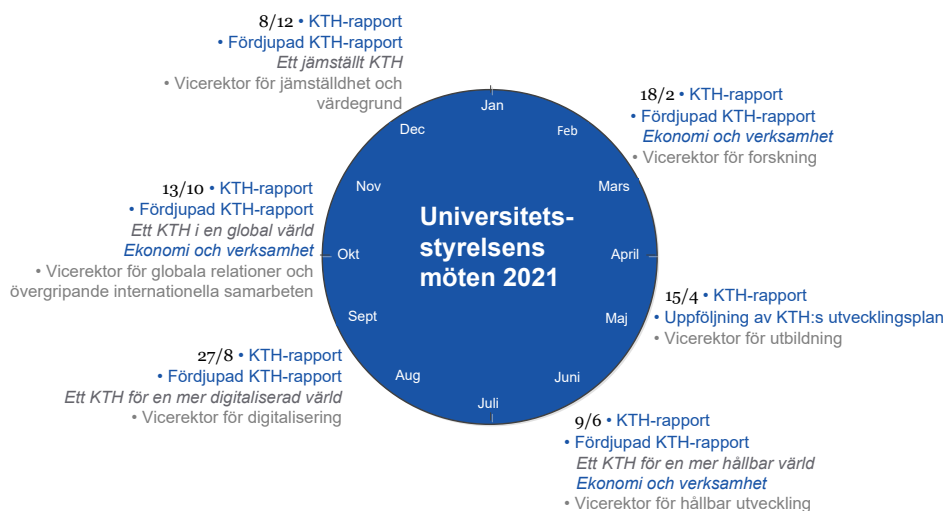 8/12 • KTH-rapport
• Fördjupad KTH-rapport
Ett jämställt KTH
• Vicerektor för jämställdhet och
värdegrund
18/2 • KTH-rapport
• Fördjupad KTH-rapport
Ekonomi och verksamhet
• Vicerektor för forskning
15/4 • KTH-rapport
• Uppföljning av KTH:s utvecklingsplan
• Vicerektor för utbildning
9/6 • KTH-rapport
• Fördjupad KTH-rapport
Ett KTH för en mer hållbar värld
Ekonomi och verksamhet
• Vicerektor för hållbar utveckling
27/8 • KTH-rapport
• Fördjupad KTH-rapport
Ett KTH för en mer digitaliserad värld
• Vicerektor för digitalisering
13/10 • KTH-rapport
• Fördjupad KTH-rapport
Ett KTH i en global värld
Ekonomi och verksamhet
• Vicerektor för globala relationer och
övergripande internationella samarbeten
Jan
Feb
Mars
April
Maj
Juni
Juli
Aug
Sept
Okt
Nov
Dec
Universitets-
styrelsens
möten 2021